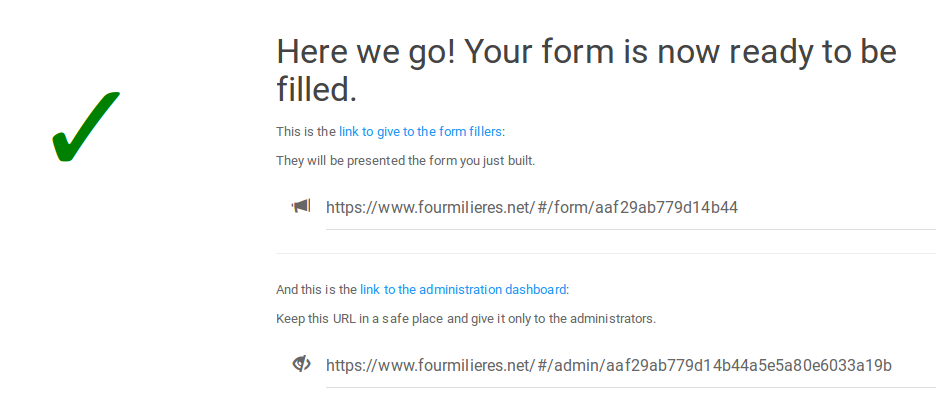 Here we go! Your form is now ready to be
filled.
This is the link to give to the form fillers:
They will be presented the form you just built.
https://www.fourmilieres.net/#/form/aaf29ab779d14b44
And this is the link to the administration dashboard:
Keep this URL in a safe place and give it only to the administrators.
https://www.fourmilieres.net/#/admin/aaf29ab779d14b44a5e5a80e6033a19b